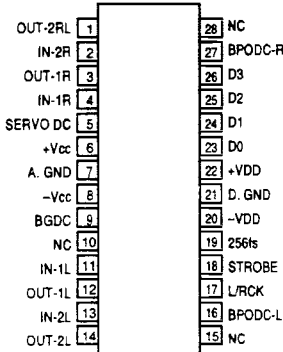 OUT-2RL 1 28 NC
IN-2R 2 27 BPODC-R
OUT-1R 3 26 D3
IN-1R 4 25 D2
SERVO DC 5 24 D1
+Vcc 6 23 D0
A. GND 7 22 +VDD
–Vcc 8 21 D. GND
BGDC 9 20 –VDD
NC 10 19 256fs
IN-1L 11 18 STROBE
OUT-1L 12 17 L/RCK
IN-2L 13 16 BPODC-L
OUT-2L 14 15 NC